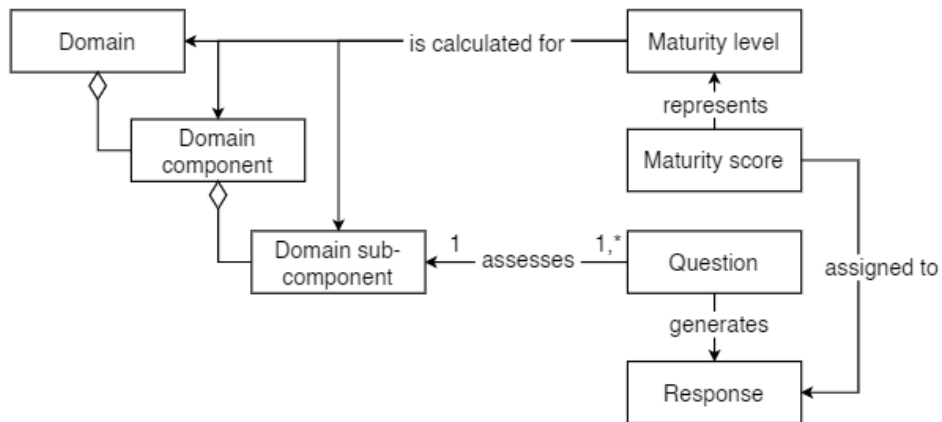 Domain
is calculated for
Maturity level
represents
Domain
component
Maturity score
Domain sub-
component
1
assesses
1,*
Question
assigned to
generates
Response